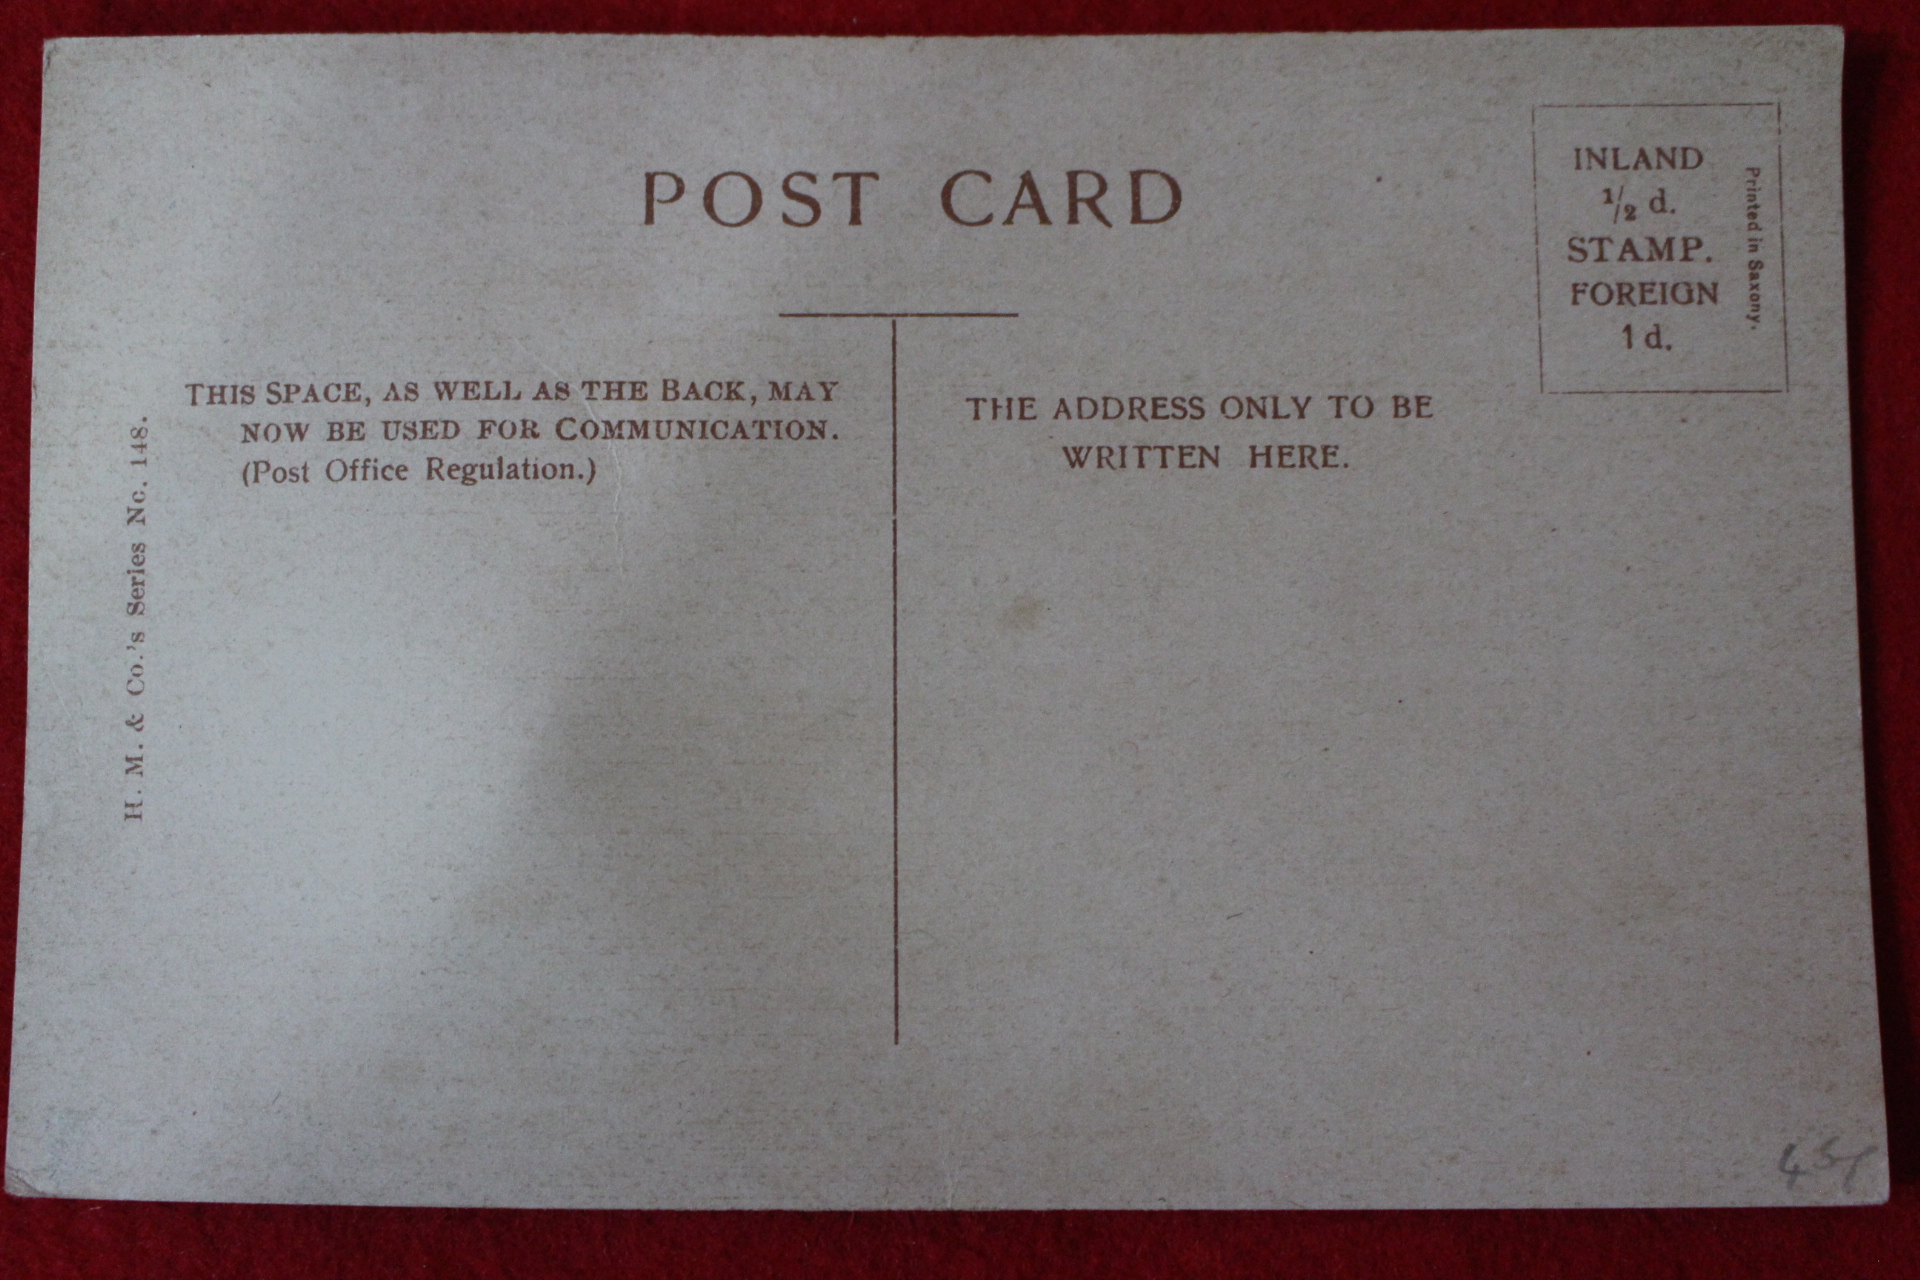 POST CARD
INLAND
½ d.
STAMP.
FOREIGN
1 d.
Printed in Saxony.
THIS SPACE, AS WELL AS THE BACK, MAY
NOW BE USED FOR COMMUNICATION.
(Post Office Regulation.)
THE ADDRESS ONLY TO BE
WRITTEN HERE.
H. M. & Co.'s Series No. 148.